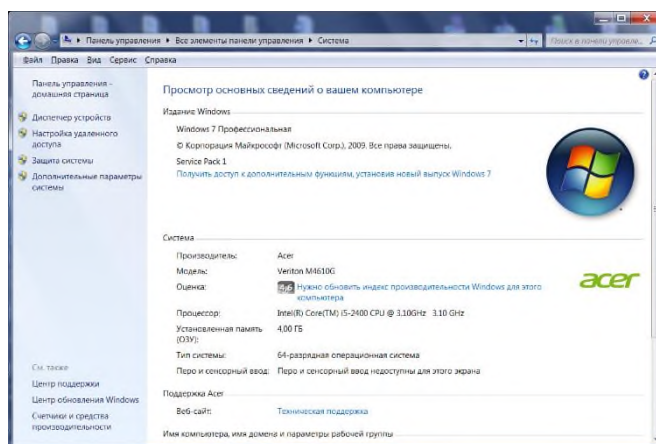 Панель управления ▸ Все элементы панели управления ▸ Система
Поиск в панели управле...
Файл Правка Вид Сервис Справка
Панель управления -
домашняя страница
Диспетчер устройств
Настройка удаленного
доступа
Защита системы
Дополнительные параметры
системы
См. также
Центр поддержки
Центр обновления Windows
Счетчики и средства
производительности
Просмотр основных сведений о вашем компьютере
Издание Windows
Windows 7 Профессиональная
© Корпорация Майкрософт (Microsoft Corp.), 2009. Все права защищены.
Service Pack 1
Получить доступ к дополнительным функциям, установив новый выпуск Windows 7
Система
Производитель: Acer
Модель: Veriton M4610G
Оценка: 4,6 Нужно обновить индекс производительности Windows для этого
компьютера
Процессор: Intel(R) Core(TM) i5-2400 CPU @ 3.10GHz 3.10 GHz
Установленная память 4,00 ГБ
(ОЗУ):
Тип системы: 64-разрядная операционная система
Перо и сенсорный ввод: Перо и сенсорный ввод недоступны для этого экрана
acer
Поддержка Acer
Веб-сайт: Техническая поддержка
Имя компьютера, имя домена и параметры рабочей группы